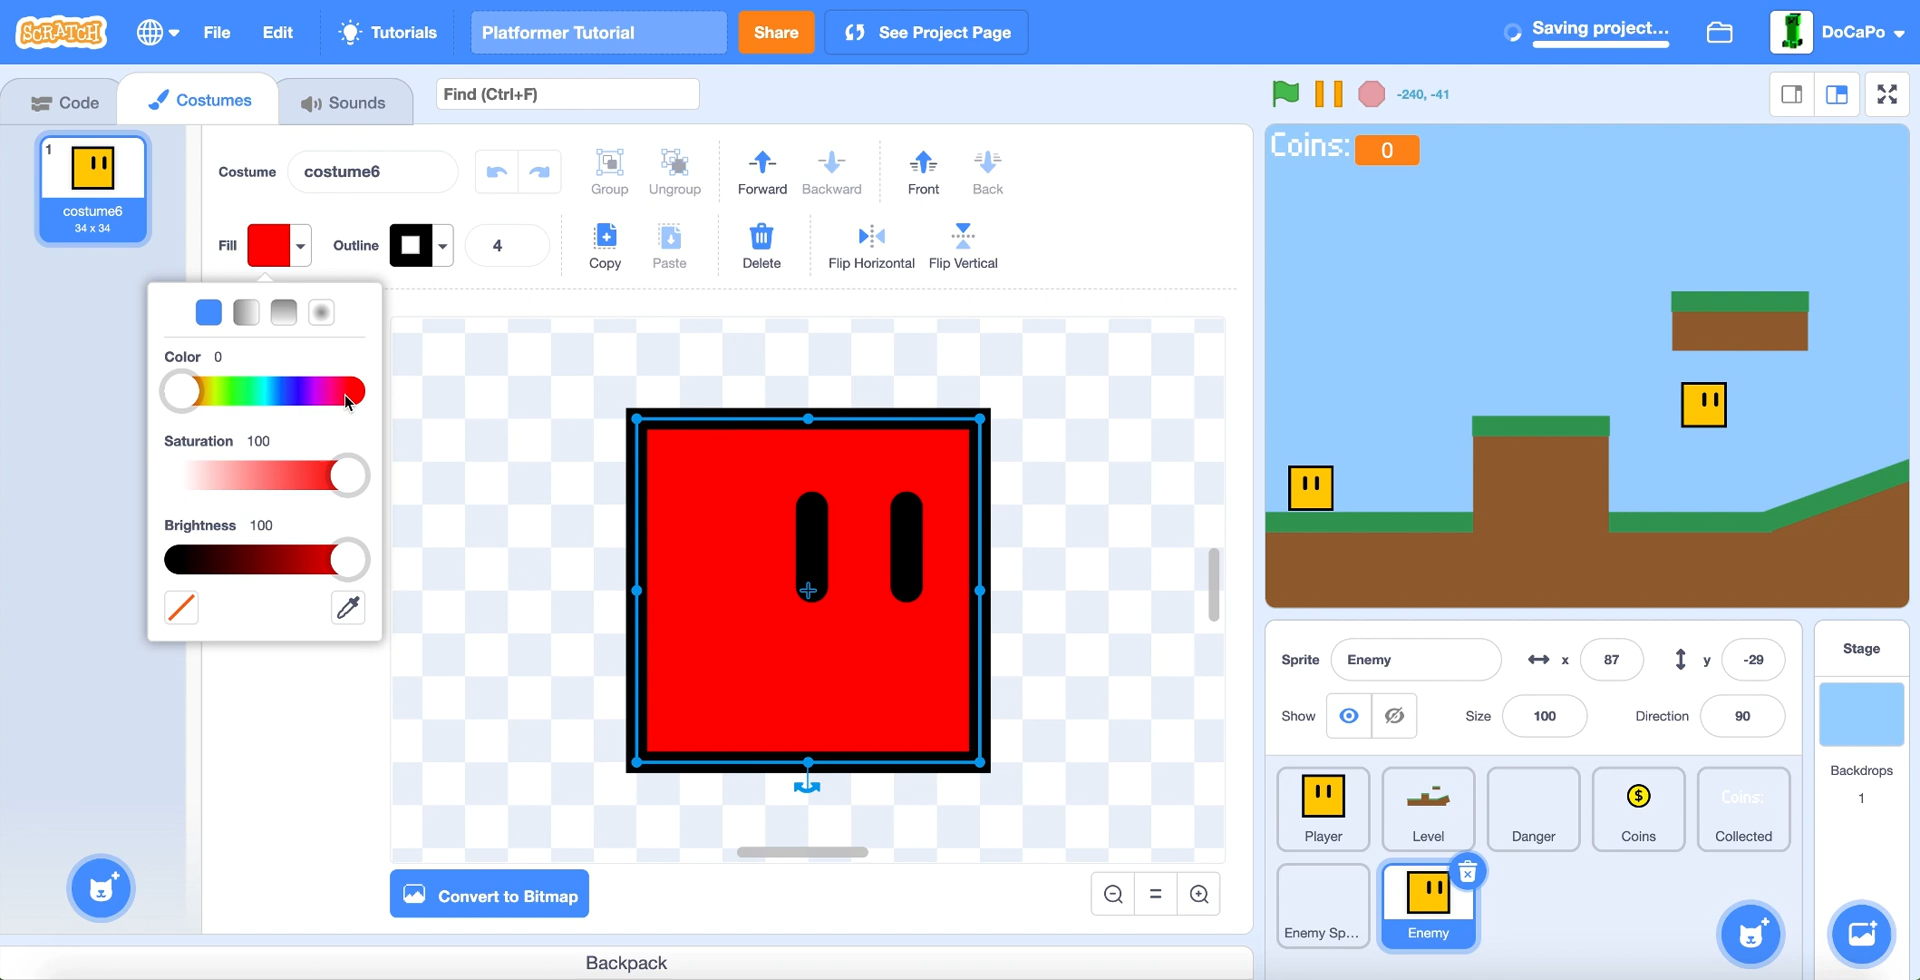 SCRATCH
File
Edit
Tutorials
Platformer Tutorial
Share
See Project Page
Saving project...
DoCaPo
Code
Costumes
Sounds
Find (Ctrl+F)
-240, -41
1
costume6
34 x 34
Costume
costume6
Group
Ungroup
Forward
Backward
Front
Back
Fill
Outline
4
Copy
Paste
Delete
Flip Horizontal
Flip Vertical
Color 0
Saturation 100
Brightness 100
Convert to Bitmap
Backpack
Coins: 0
Sprite
Enemy
x
87
y
-29
Show
Size
100
Direction
90
Stage
Backdrops
1
Player
Level
Danger
$
Coins
Coins:
Collected
Enemy Sp...
Enemy